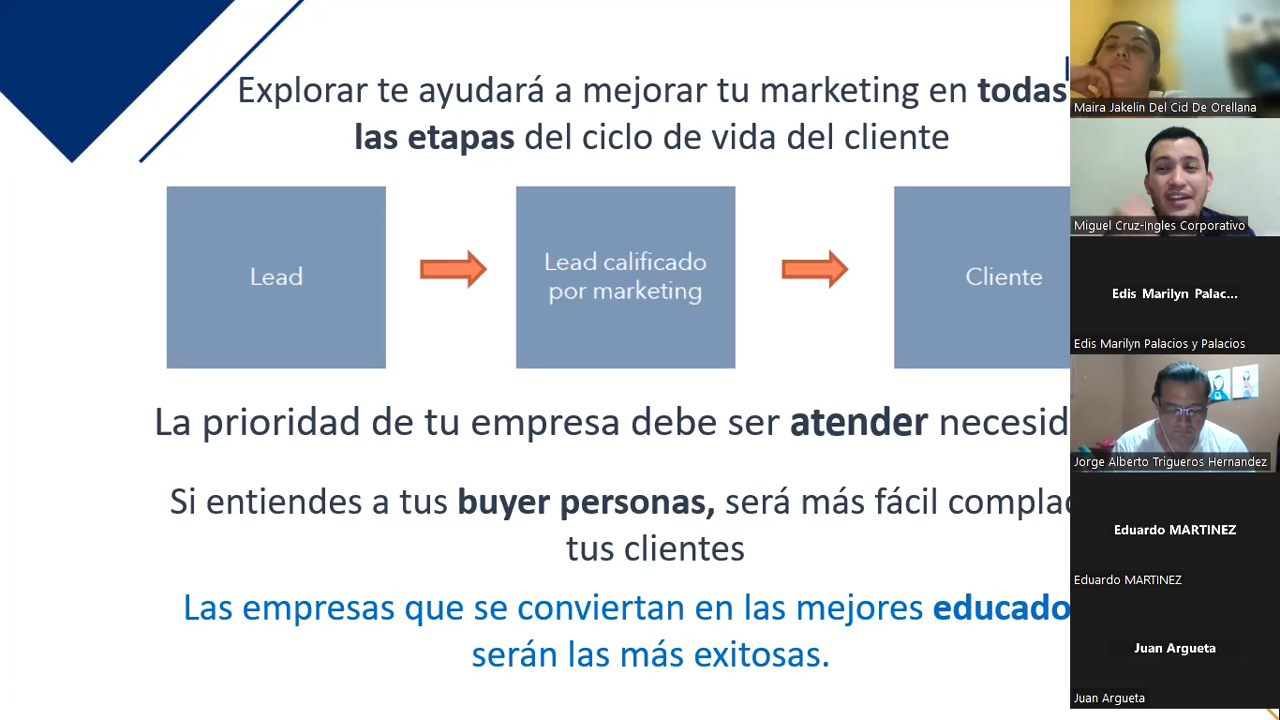 Explorar te ayudará a mejorar tu marketing en todas
las etapas del ciclo de vida del cliente
Lead
Lead calificado
por marketing
Cliente
La prioridad de tu empresa debe ser atender necesid
Si entiendes a tus buyer personas, será más fácil complac
tus clientes
Las empresas que se conviertan en las mejores educado
serán las más exitosas.
Maira Jakelin Del Cid De Orellana
Miguel Cruz-Ingles Corporativo
Edis Marilyn Palac...
Edis Marilyn Palacios y Palacios
Jorge Alberto Trigueros Hernandez
Eduardo MARTINEZ
Eduardo MARTINEZ
Juan Argueta
Juan Argueta